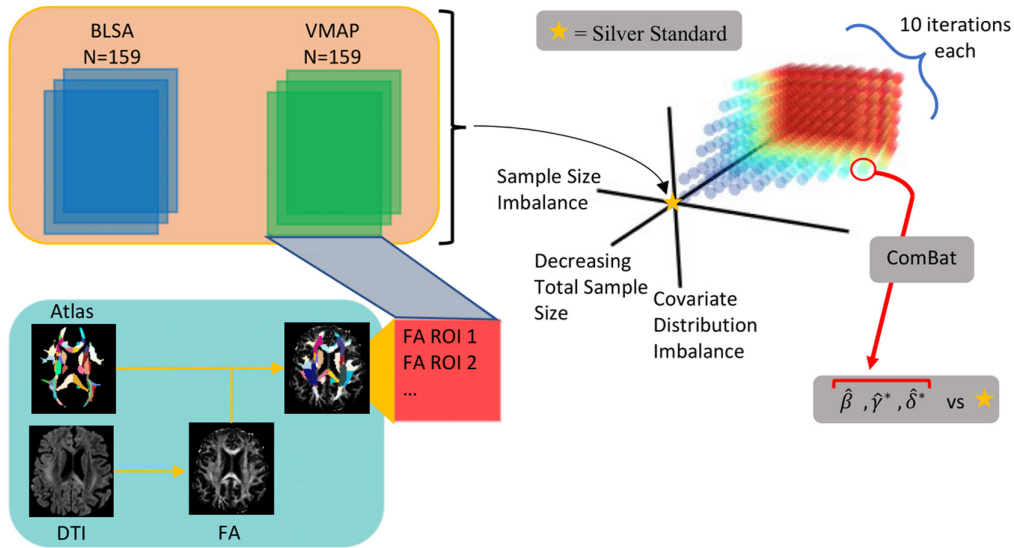 BLSA
N=159
VMAP
N=159
= Silver Standard
10 iterations
each
Sample Size
Imbalance
Decreasing
Total Sample
Size
Covariate
Distribution
Imbalance
ComBat
β̂ , γ̂*, δ̂* vs
Atlas
FA ROI 1
FA ROI 2
...
DTI
FA